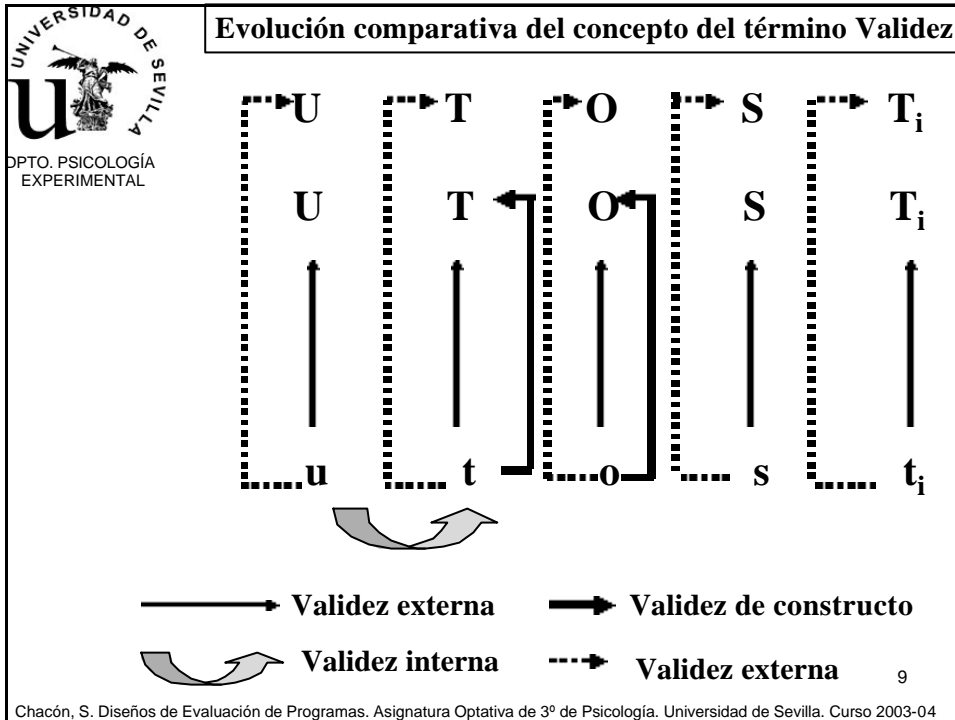 UNIVERSIDAD DE SEVILLA
u
DPTO. PSICOLOGÍA
EXPERIMENTAL
Evolución comparativa del concepto del término Validez
U T O S Ti
U T O S Ti
u t o s ti
Validez externa Validez de constructo
Validez interna Validez externa
9
Chacón, S. Diseños de Evaluación de Programas. Asignatura Optativa de 3º de Psicología. Universidad de Sevilla. Curso 2003-04